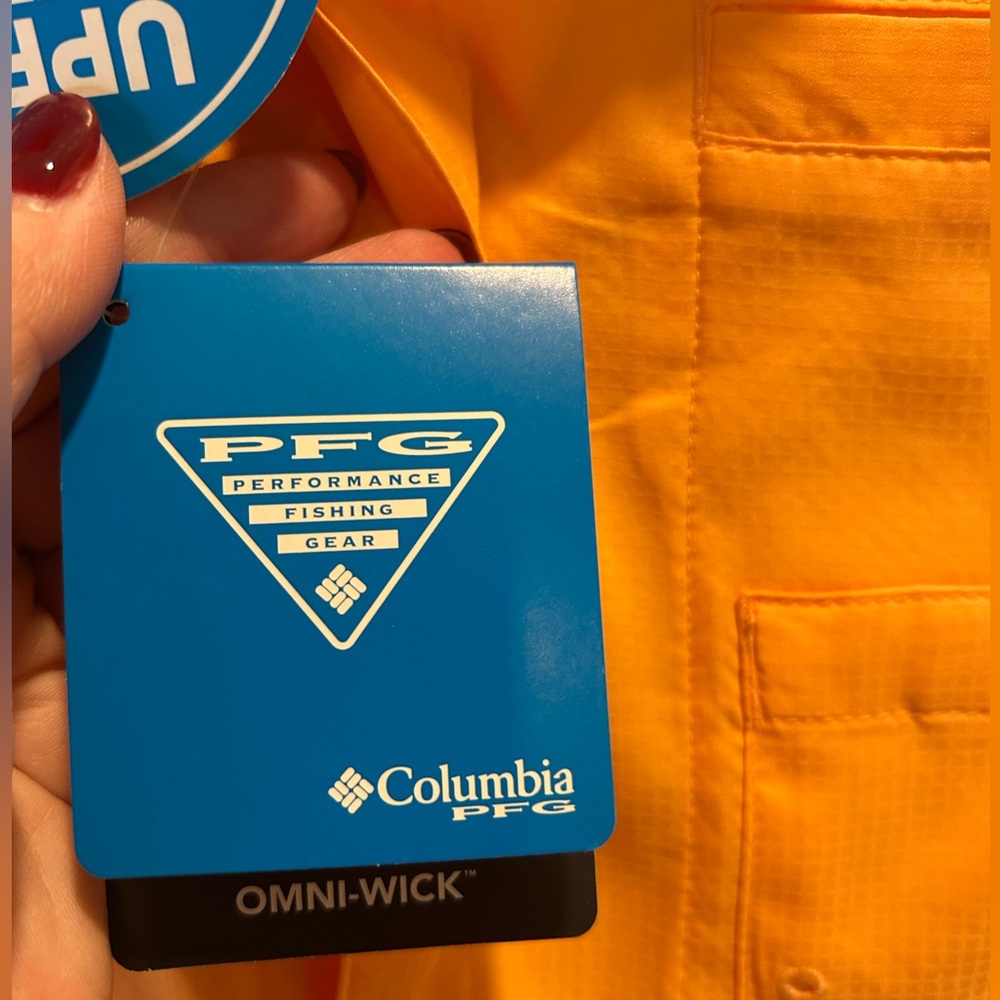 UPF
PFG
PERFORMANCE
FISHING
GEAR
Columbia
PFG
OMNI-WICK™